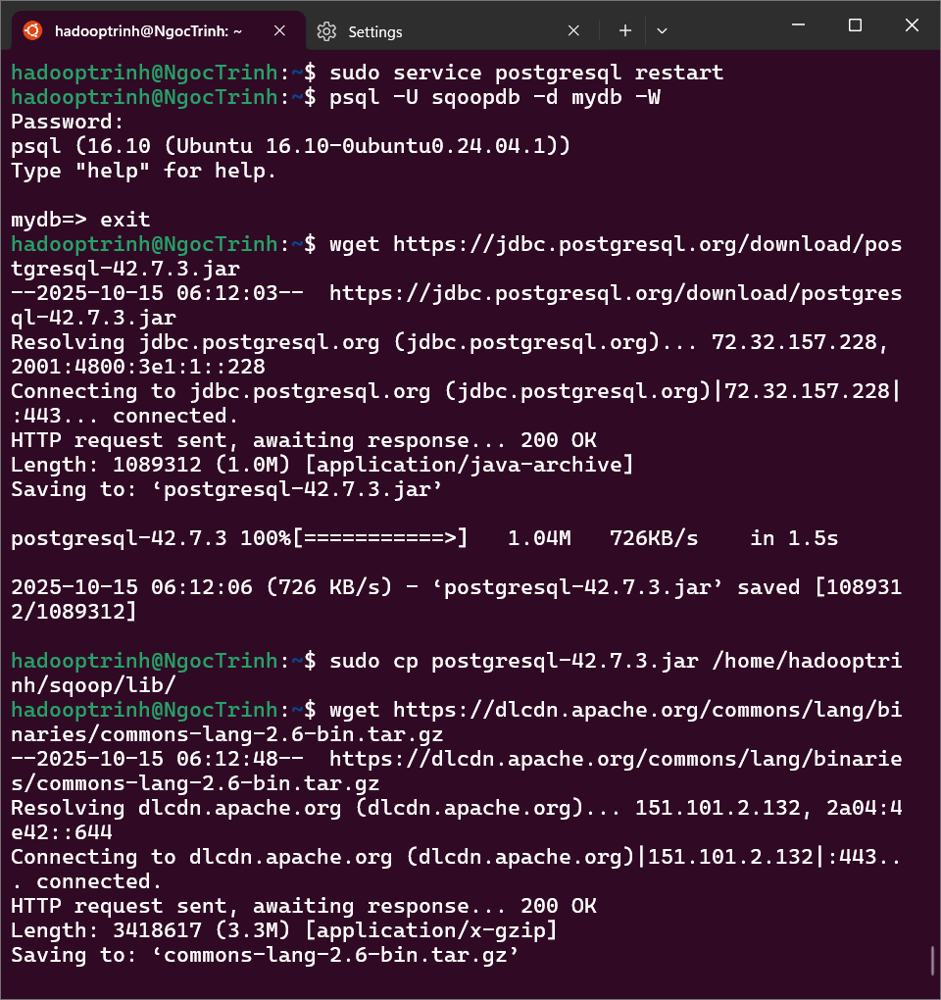 hadooptrinh@NgocTrinh: ~
Settings
hadooptrinh@NgocTrinh:~$ sudo service postgresql restart
hadooptrinh@NgocTrinh:~$ psql -U sqoopdb -d mydb -W
Password:
psql (16.10 (Ubuntu 16.10-0ubuntu0.24.04.1))
Type "help" for help.
mydb=> exit
hadooptrinh@NgocTrinh:~$ wget https://jdbc.postgresql.org/download/pos
tgresql-42.7.3.jar
--2025-10-15 06:12:03--  https://jdbc.postgresql.org/download/postgres
ql-42.7.3.jar
Resolving jdbc.postgresql.org (jdbc.postgresql.org)... 72.32.157.228,
2001:4800:3e1:1::228
Connecting to jdbc.postgresql.org (jdbc.postgresql.org)|72.32.157.228|
:443... connected.
HTTP request sent, awaiting response... 200 OK
Length: 1089312 (1.0M) [application/java-archive]
Saving to: ‘postgresql-42.7.3.jar’
postgresql-42.7.3 100%[===========>]   1.04M   726KB/s    in 1.5s
2025-10-15 06:12:06 (726 KB/s) - ‘postgresql-42.7.3.jar’ saved [108931
2/1089312]
hadooptrinh@NgocTrinh:~$ sudo cp postgresql-42.7.3.jar /home/hadooptri
nh/sqoop/lib/
hadooptrinh@NgocTrinh:~$ wget https://dlcdn.apache.org/commons/lang/bi
naries/commons-lang-2.6-bin.tar.gz
--2025-10-15 06:12:48--  https://dlcdn.apache.org/commons/lang/binarie
s/commons-lang-2.6-bin.tar.gz
Resolving dlcdn.apache.org (dlcdn.apache.org)... 151.101.2.132, 2a04:4
e42::644
Connecting to dlcdn.apache.org (dlcdn.apache.org)|151.101.2.132|:443..
. connected.
HTTP request sent, awaiting response... 200 OK
Length: 3418617 (3.3M) [application/x-gzip]
Saving to: ‘commons-lang-2.6-bin.tar.gz’